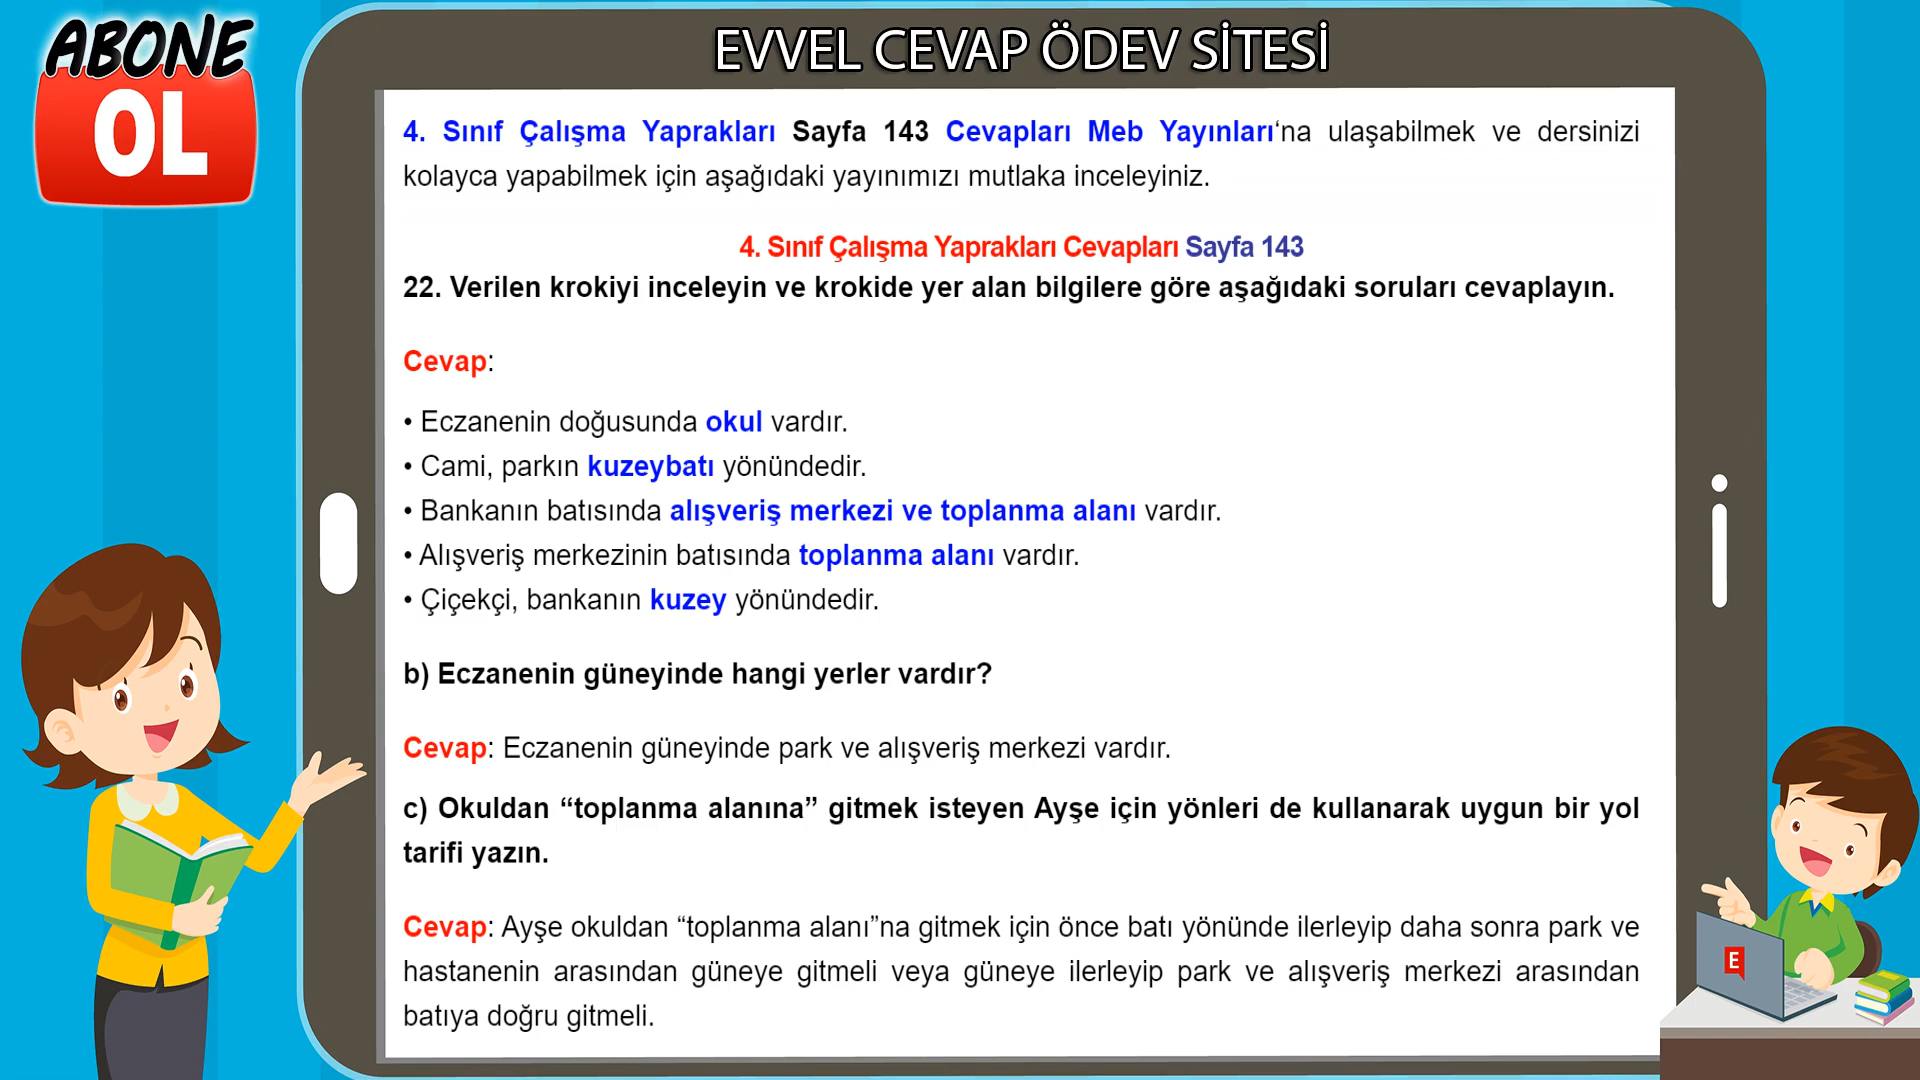 ABONE
OL
EVVEL CEVAP ÖDEV SİTESİ
4. Sınıf Çalışma Yaprakları Sayfa 143 Cevapları Meb Yayınları‘na ulaşabilmek ve dersinizi
kolayca yapabilmek için aşağıdaki yayınımızı mutlaka inceleyiniz.
4. Sınıf Çalışma Yaprakları Cevapları Sayfa 143
22. Verilen krokiyi inceleyin ve krokide yer alan bilgilere göre aşağıdaki soruları cevaplayın.
Cevap:
• Eczanenin doğusunda okul vardır.
• Cami, parkın kuzeybatı yönündedir.
• Bankanın batısında alışveriş merkezi ve toplanma alanı vardır.
• Alışveriş merkezinin batısında toplanma alanı vardır.
• Çiçekçi, bankanın kuzey yönündedir.
b) Eczanenin güneyinde hangi yerler vardır?
Cevap: Eczanenin güneyinde park ve alışveriş merkezi vardır.
c) Okuldan “toplanma alanına” gitmek isteyen Ayşe için yönleri de kullanarak uygun bir yol
tarifi yazın.
Cevap: Ayşe okuldan “toplanma alanı”na gitmek için önce batı yönünde ilerleyip daha sonra park ve
hastanenin arasından güneye gitmeli veya güneye ilerleyip park ve alışveriş merkezi arasından
batıya doğru gitmeli.
E